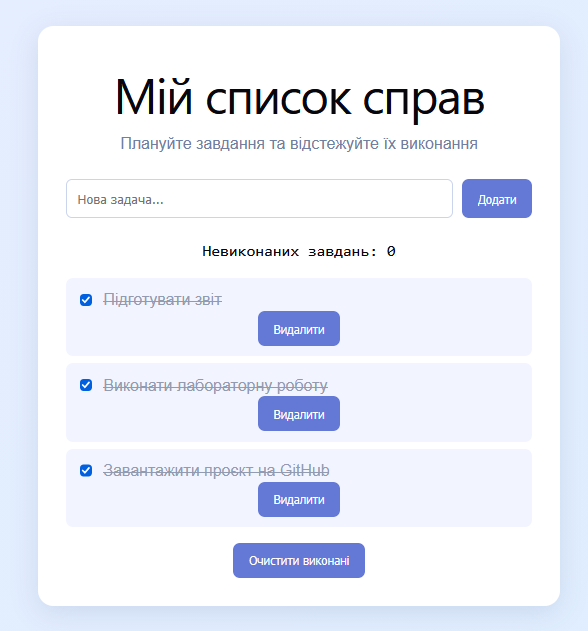 Мій список справ
Плануйте завдання та відстежуйте їх виконання
Нова задача...
Додати
Невиконаних завдань: 0
Підготувати звіт
Видалити
Виконати лабораторну роботу
Видалити
Завантажити проєкт на GitHub
Видалити
Очистити виконані